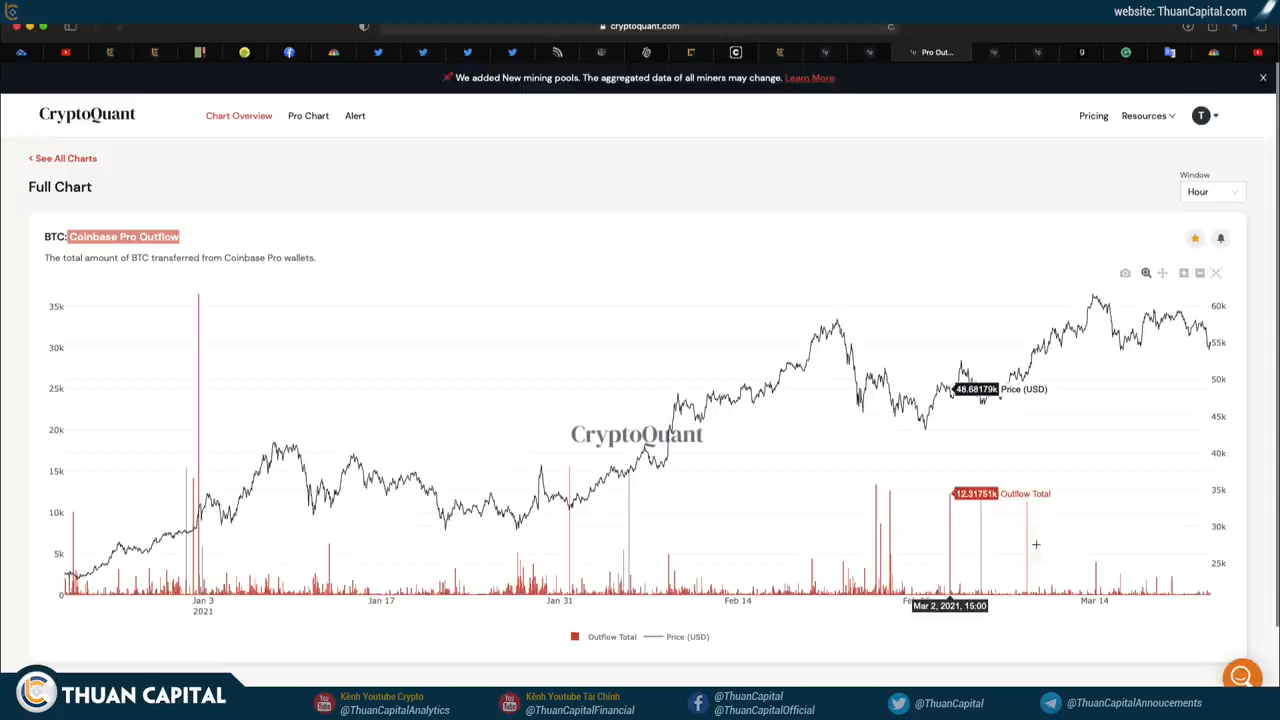 website: ThuanCapital.com
cryptoquant.com
Pro Out...
We added New mining pools. The aggregated data of all miners may change. Learn More
CryptoQuant
Chart Overview
Pro Chart
Alert
Pricing
Resources
T
< See All Charts
Full Chart
Window
Hour
BTC: Coinbase Pro Outflow
The total amount of BTC transferred from Coinbase Pro wallets.
35k
30k
25k
20k
15k
10k
5k
0
60k
55k
50k
45k
40k
35k
30k
25k
48.68179k Price (USD)
CryptoQuant
12.31751k Outflow Total
Jan 3
2021
Jan 17
Jan 31
Feb 14
Mar 2, 2021, 15:00
Mar 14
Outflow Total
Price (USD)
THUAN CAPITAL
Kênh Youtube Crypto
@ThuanCapitalAnalytics
Kênh Youtube Tài Chính
@ThuanCapitalFinancial
@ThuanCapital
@ThuanCapitalOfficial
@ThuanCapital
@ThuanCapitalAnnoucements